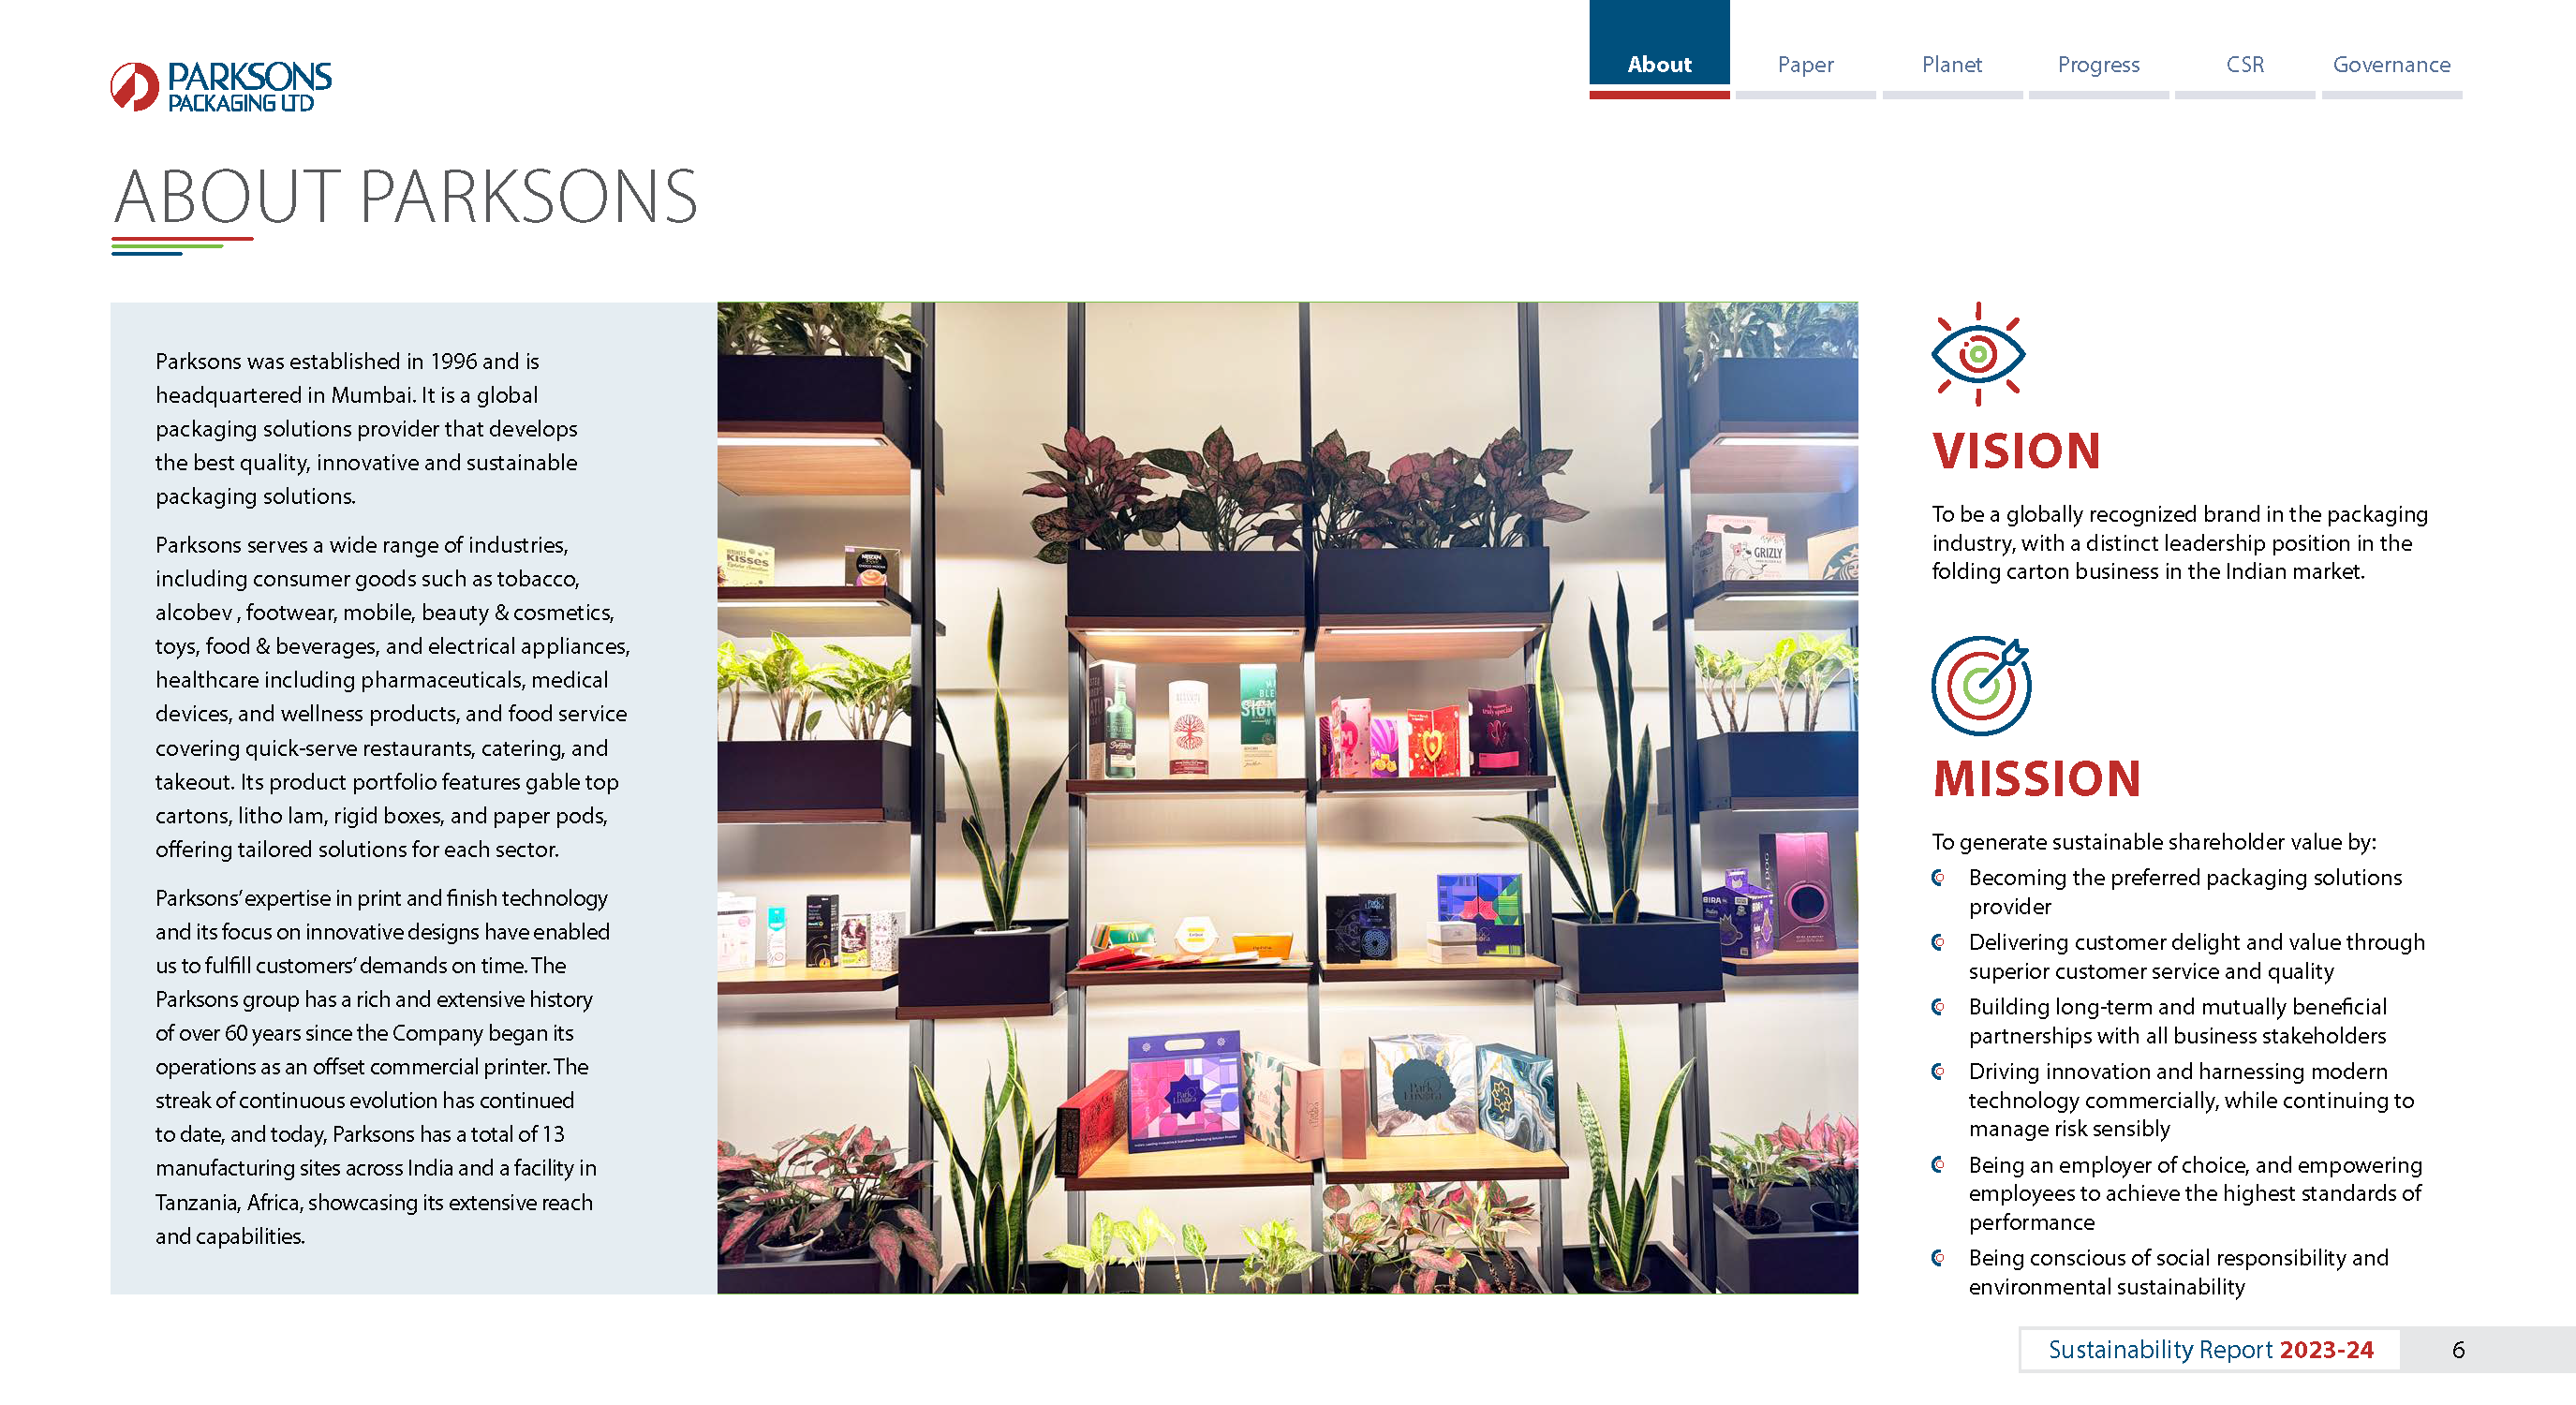 PARKSONS
PACKAGING LTD
About
Paper
Planet
Progress
CSR
Governance
ABOUT PARKSONS
Parksons was established in 1996 and is
headquartered in Mumbai. It is a global
packaging solutions provider that develops
the best quality, innovative and sustainable
packaging solutions.
Parksons serves a wide range of industries,
including consumer goods such as tobacco,
alcobev , footwear, mobile, beauty & cosmetics,
toys, food & beverages, and electrical appliances,
healthcare including pharmaceuticals, medical
devices, and wellness products, and food service
covering quick-serve restaurants, catering, and
takeout. Its product portfolio features gable top
cartons, litho lam, rigid boxes, and paper pods,
offering tailored solutions for each sector.
Parksons’ expertise in print and finish technology
and its focus on innovative designs have enabled
us to fulfill customers’ demands on time. The
Parksons group has a rich and extensive history
of over 60 years since the Company began its
operations as an offset commercial printer. The
streak of continuous evolution has continued
to date, and today, Parksons has a total of 13
manufacturing sites across India and a facility in
Tanzania, Africa, showcasing its extensive reach
and capabilities.
KISSES
GRIZLY
BIRA
Park
Luxora
Park
Luxora
VISION
To be a globally recognized brand in the packaging
industry, with a distinct leadership position in the
folding carton business in the Indian market.
MISSION
To generate sustainable shareholder value by:
Becoming the preferred packaging solutions
provider
Delivering customer delight and value through
superior customer service and quality
Building long-term and mutually beneficial
partnerships with all business stakeholders
Driving innovation and harnessing modern
technology commercially, while continuing to
manage risk sensibly
Being an employer of choice, and empowering
employees to achieve the highest standards of
performance
Being conscious of social responsibility and
environmental sustainability
Sustainability Report 2023-24
6